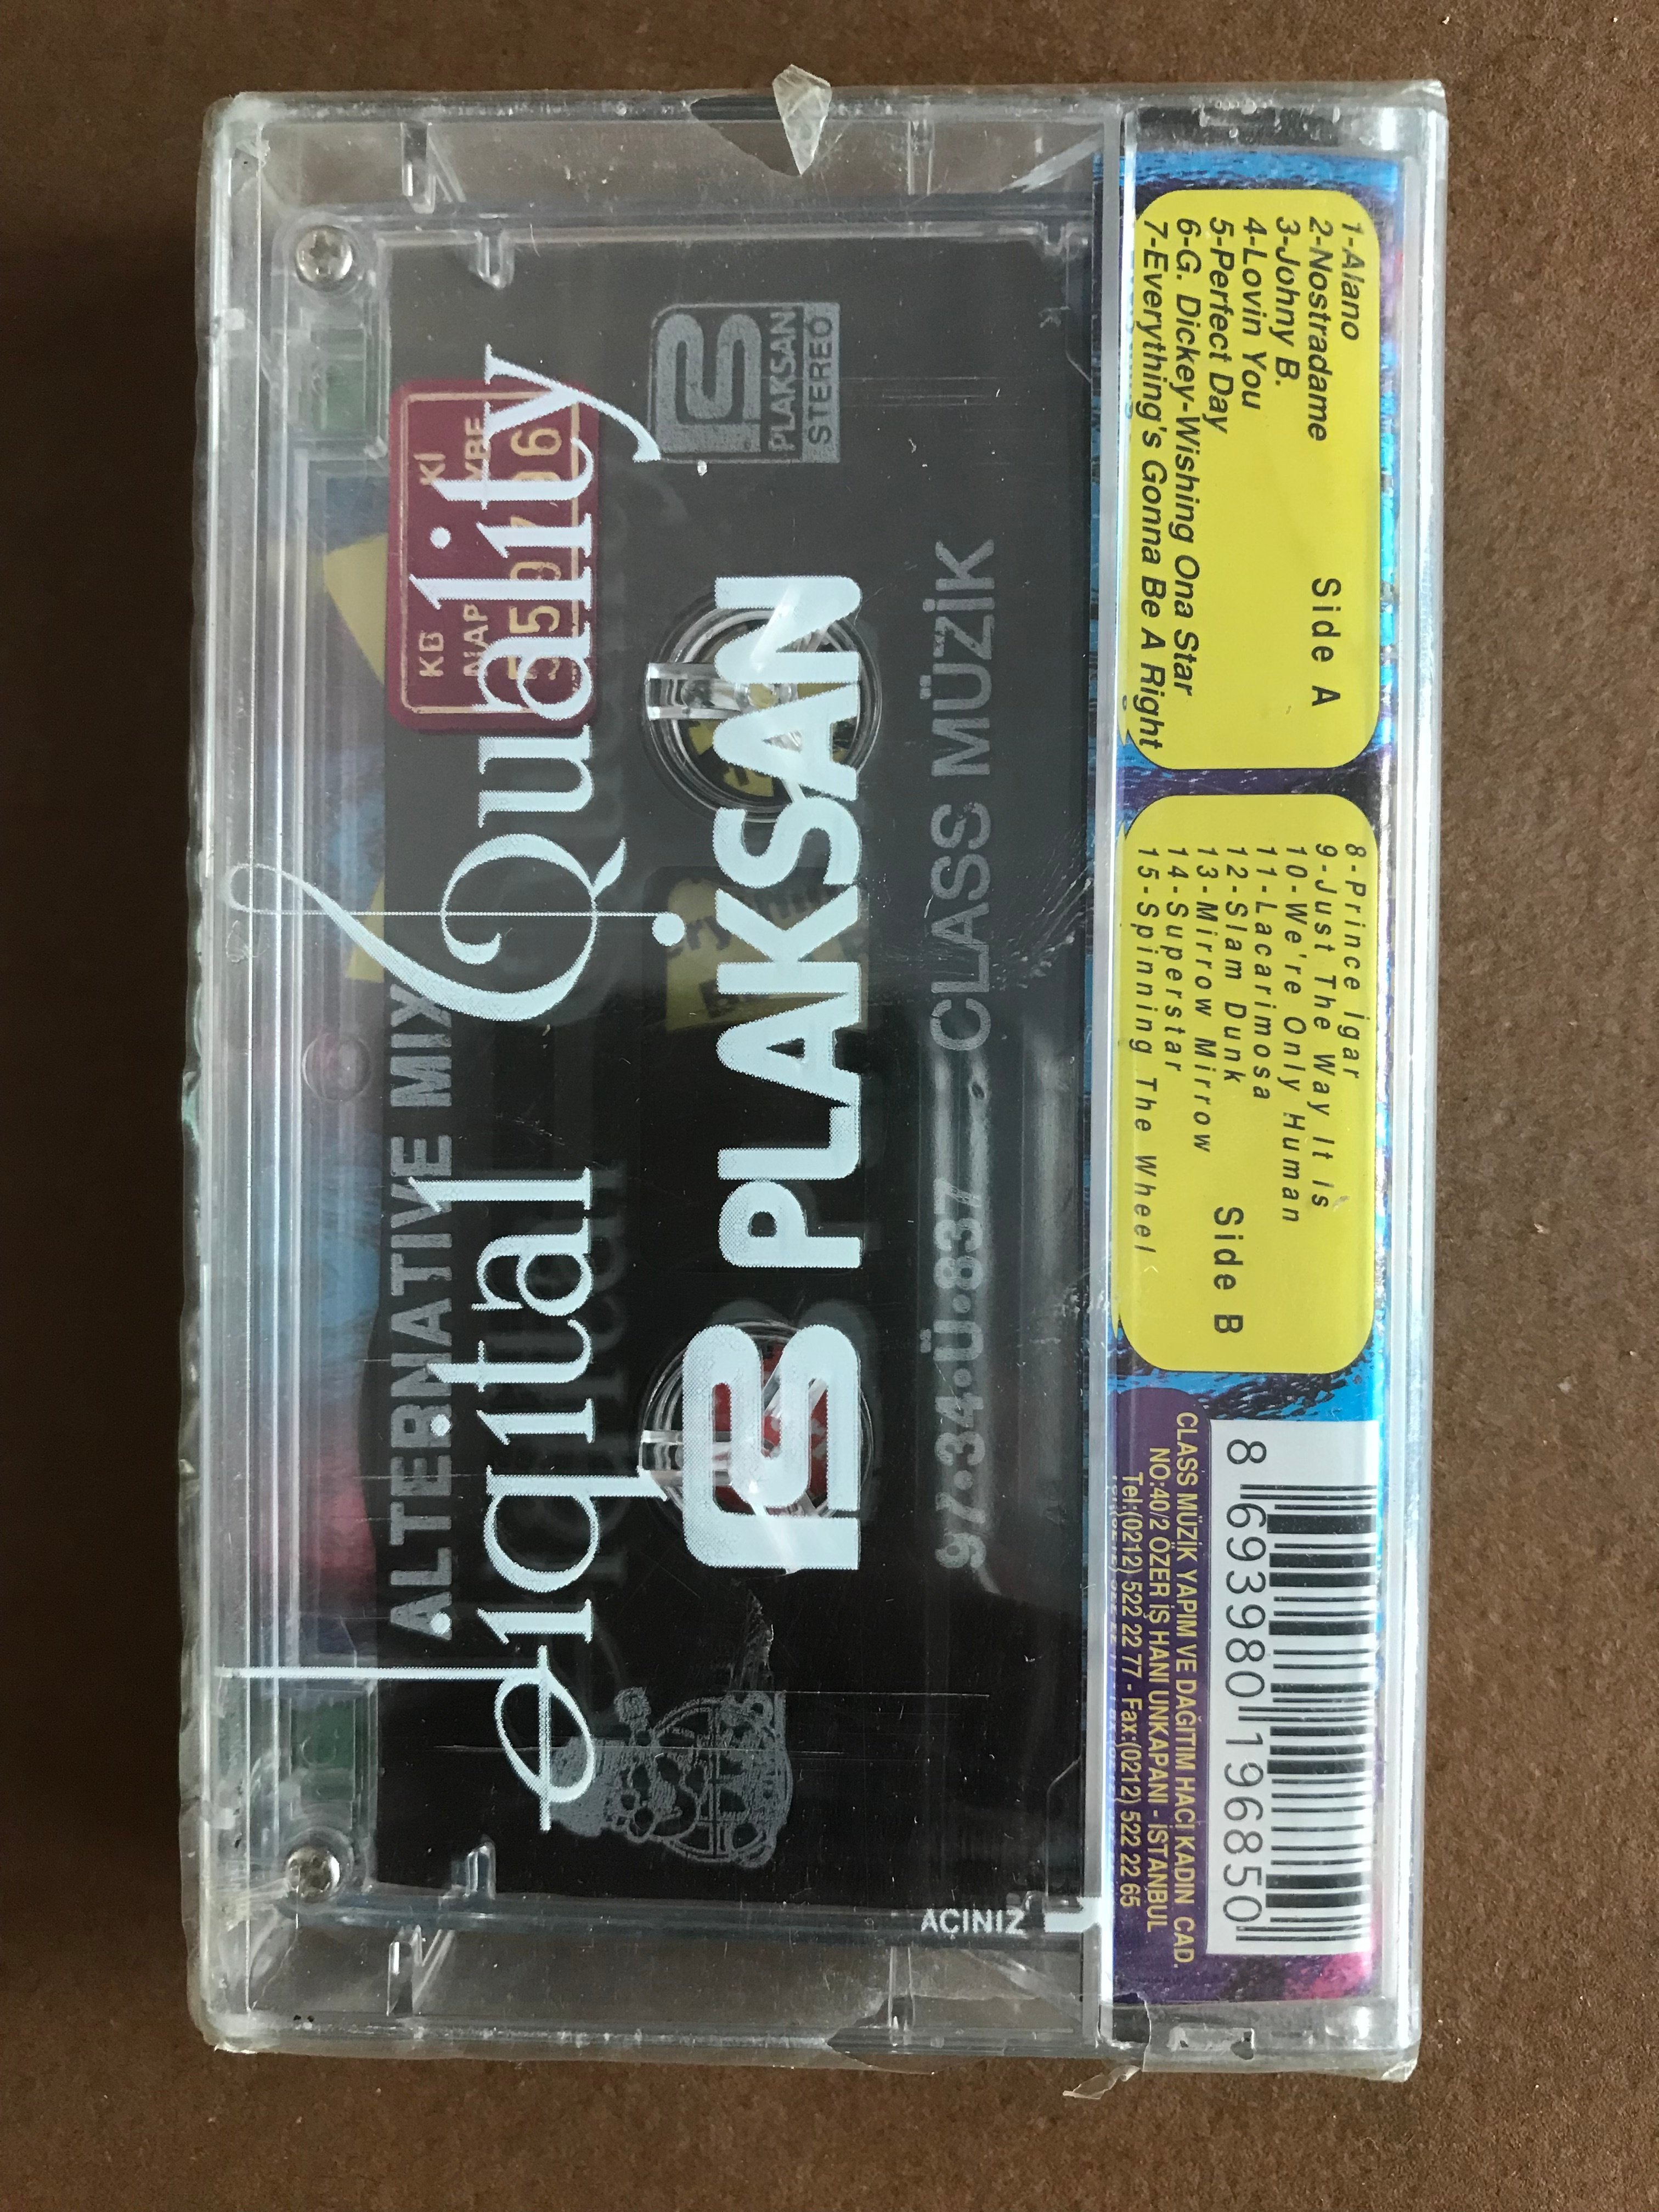 Side A
1-Alano
2-Nostradame
3-Johny B.
4-Lovin You
5-Perfect Day
6-G. Dickey-Wishing Ona Star
7-Everything's Gonna Be A Right
Side B
8-Prince igar
9-Just The Way It is
10-We're Only Human
11-Lacarimosa
12-Slam Dunk
13-Mirrow Mirrow
14-Superstar
15-Spinning The Wheel
8 693980 196850
CLASS MÜZİK YAPIM VE DAĞITIM HACI KADIN CAD.
NO:40/2 ÖZER İŞ HANI UNKAPANI - İSTANBUL
Tel:(0212) 522 22 77 - Fax:(0212) 522 22 65
ALTERNATIVE MIX
Digital Quality
PLAKSAN
PLAKSAN
STEREO
97.34.Ü.837 CLASS MÜZİK
AÇINIZ
KB